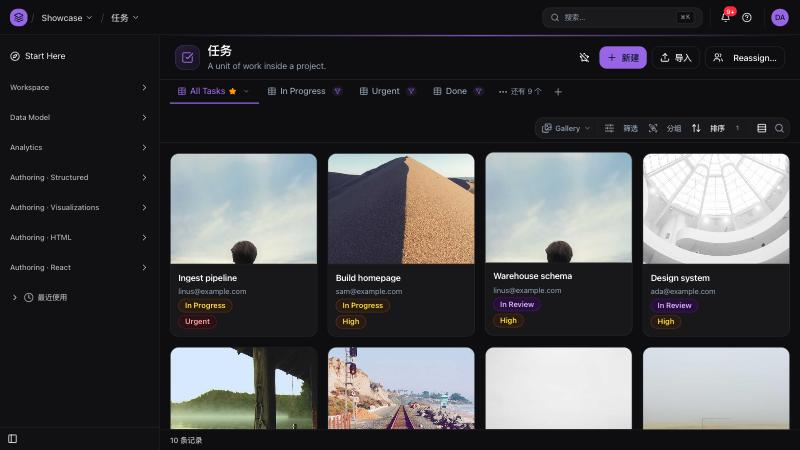 Showcase
任务
搜索...
⌘K
9+
DA
Start Here
Workspace
Data Model
Analytics
Authoring · Structured
Authoring · Visualizations
Authoring · HTML
Authoring · React
最近使用
任务
A unit of work inside a project.
新建
导入
Reassign...
All Tasks
In Progress
Urgent
Done
还有 9 个
Gallery
筛选
分组
排序
1
Ingest pipeline
linus@example.com
In Progress
Urgent
Build homepage
sam@example.com
In Progress
High
Warehouse schema
linus@example.com
In Review
High
Design system
ada@example.com
In Review
High
10 条记录